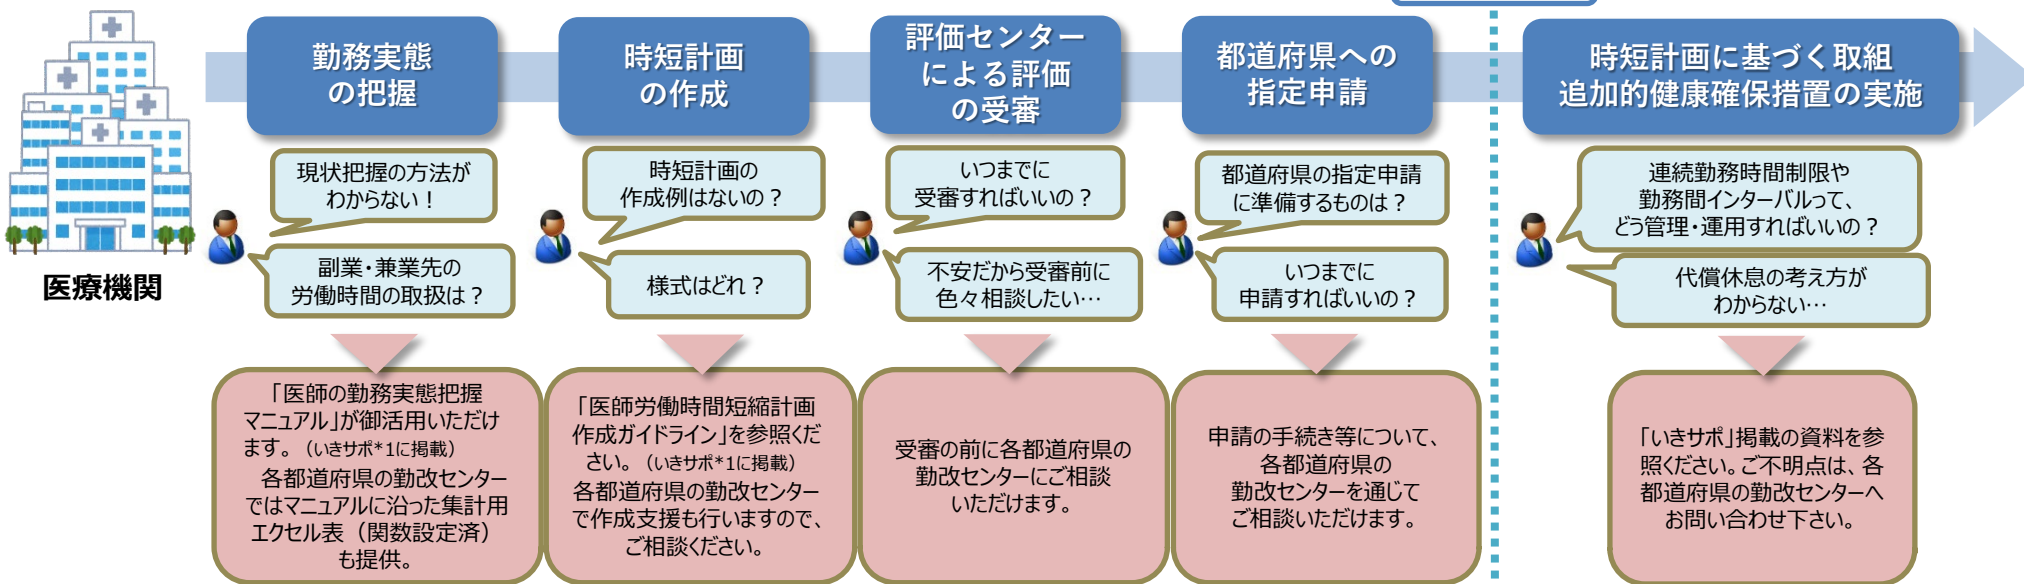 医療機関
勤務実態
の把握
現状把握の方法が
わからない！
副業・兼業先の
労働時間の取扱は？
「医師の勤務実態把握
マニュアル」が御活用いただけ
ます。（いきサポ*1に掲載）
各都道府県の勤改センター
ではマニュアルに沿った集計用
エクセル表（関数設定済）
も提供。
時短計画
の作成
時短計画の
作成例はないの？
様式はどれ？
「医師労働時間短縮計画
作成ガイドライン」を参照くだ
さい。（いきサポ*1に掲載）
各都道府県の勤改センター
で作成支援も行いますので、
ご相談ください。
評価センター
による評価
の受審
いつまでに
受審すればいいの？
不安だから受審前に
色々相談したい…
受審の前に各都道府県の
勤改センターにご相談
いただけます。
都道府県への
指定申請
都道府県の指定申請
に準備するものは？
いつまでに
申請すればいいの？
申請の手続き等について、
各都道府県の
勤改センターを通じて
ご相談いただけます。
時短計画に基づく取組
追加的健康確保措置の実施
連続勤務時間制限や
勤務間インターバルって、
どう管理・運用すればいいの？
代償休息の考え方が
わからない…
「いきサポ」掲載の資料を参
照ください。ご不明点は、各
都道府県の勤改センターへ
お問い合わせ下さい。